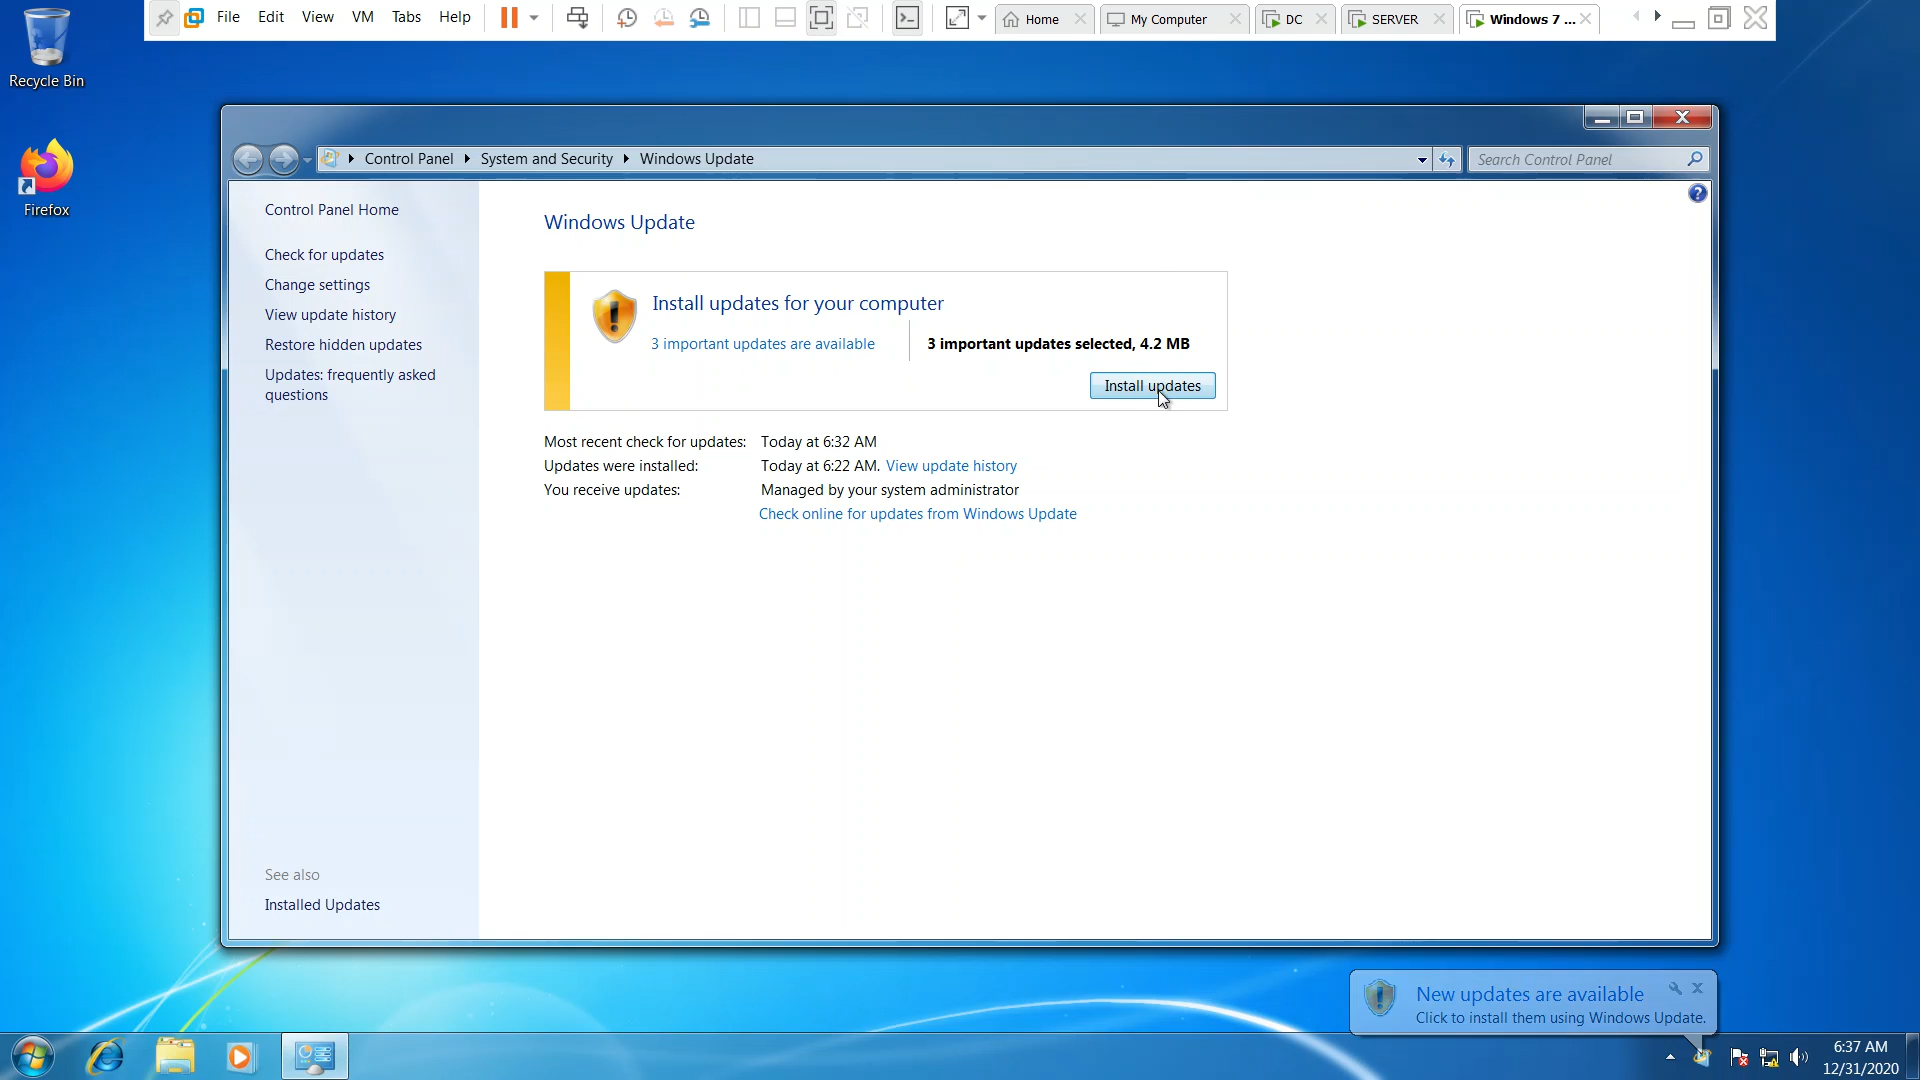 File Edit View VM Tabs Help
Home
My Computer
DC
SERVER
Windows 7 ...
Recycle Bin
Firefox
Control Panel
System and Security
Windows Update
Search Control Panel
Control Panel Home
Check for updates
Change settings
View update history
Restore hidden updates
Updates: frequently asked
questions
See also
Installed Updates
Windows Update
Install updates for your computer
3 important updates are available
3 important updates selected, 4.2 MB
Install updates
Most recent check for updates: Today at 6:32 AM
Updates were installed: Today at 6:22 AM. View update history
You receive updates: Managed by your system administrator
Check online for updates from Windows Update
New updates are available
Click to install them using Windows Update.
6:37 AM
12/31/2020